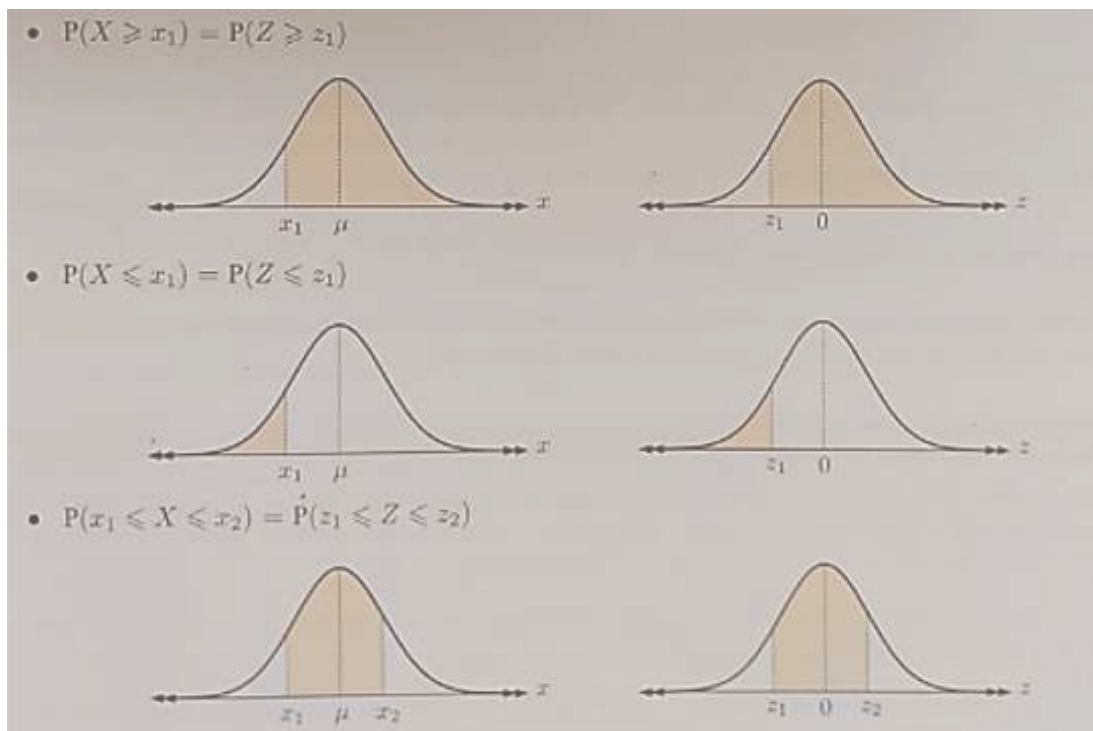 • P(X ⩾ x₁) = P(Z ⩾ z₁)
x
z
x₁ μ
z₁ 0
• P(X ⩽ x₁) = P(Z ⩽ z₁)
x
z
x₁ μ
z₁ 0
• P(x₁ ⩽ X ⩽ x₂) = P(z₁ ⩽ Z ⩽ z₂)
x
z
x₁ μ x₂
z₁ 0 z₂